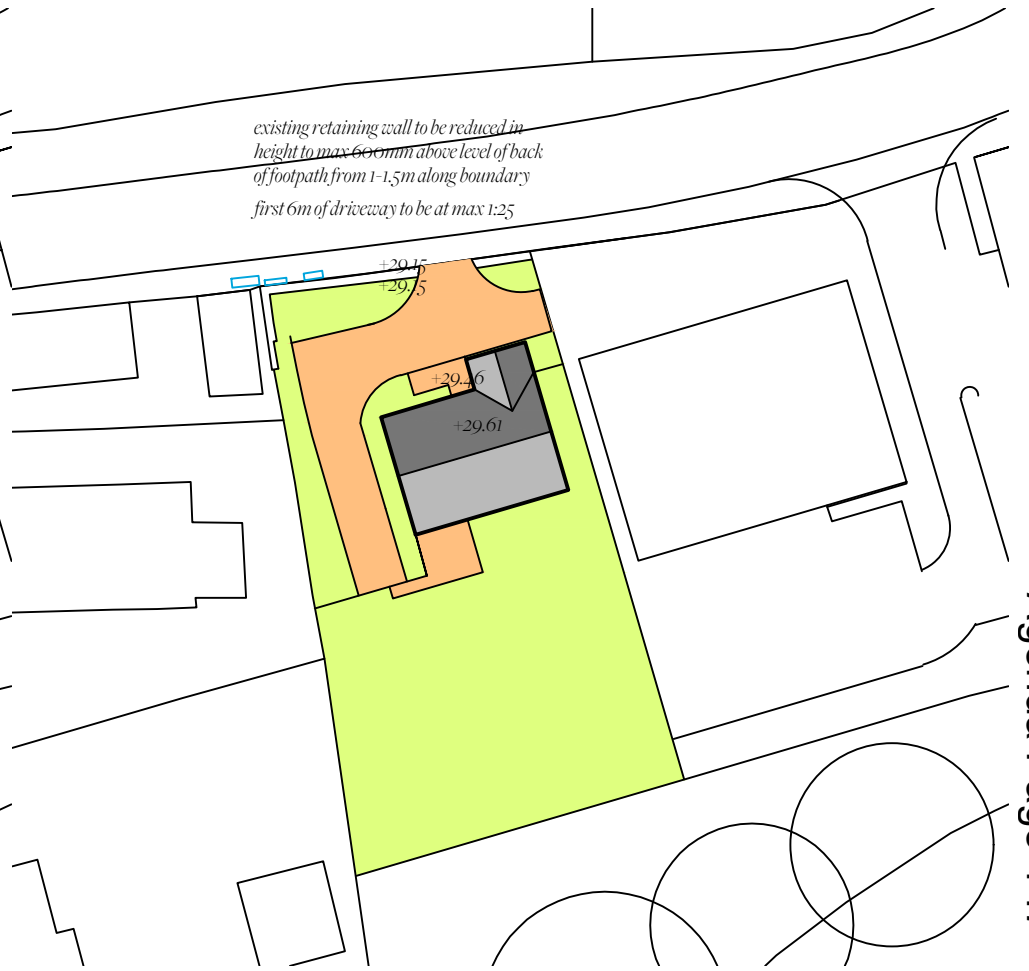 existing retaining wall to be reduced in
height to max 600mm above level of back
of footpath from 1-1.5m along boundary
first 6m of driveway to be at max 1:25
+29.15
+29.15
+29.46
+29.61